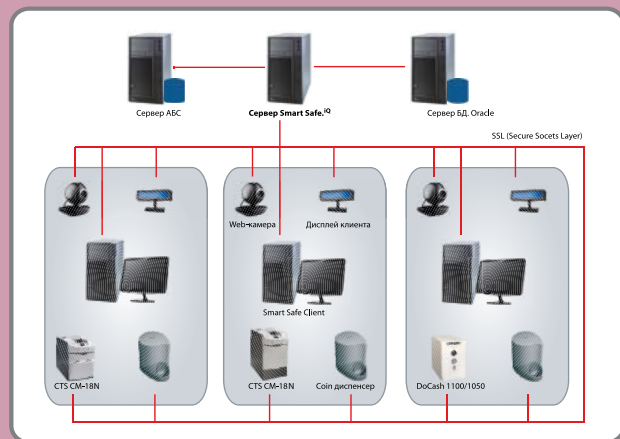 Сервер АБС
Сервер Smart Safe.iQ
Сервер БД. Oracle
SSL (Secure Socets Layer)
Web-камера
Дисплей клиента
Smart Safe Client
CTS CM-18N
CTS CM-18N
Coin диспенсер
DoCash 1100/1050